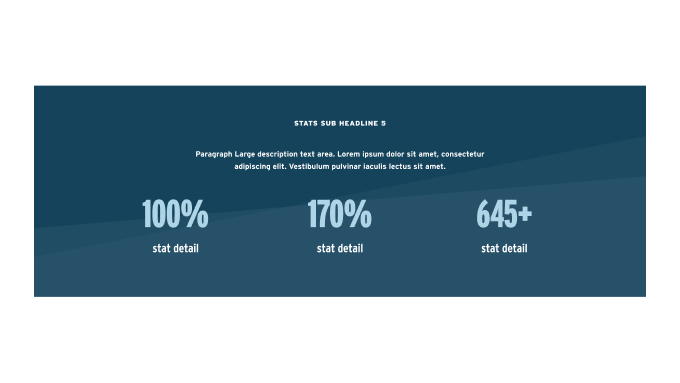 STATS SUB HEADLINE 5
Paragraph Large description text area. Lorem ipsum dolor sit amet, consectetur
adipiscing elit. Vestibulum pulvinar iaculis lectus sit amet.
100% 170% 645+
stat detail stat detail stat detail